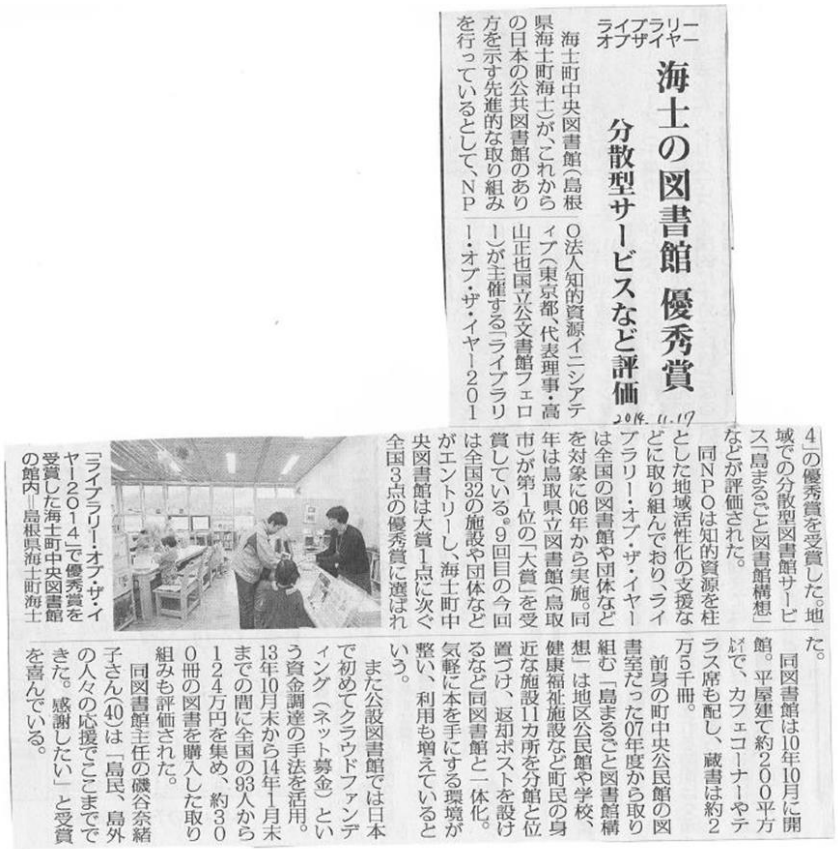 ライブラリー
オブザイヤー
海士の図書館 優秀賞
分散型サービスなど評価
2014.11.17
海士町中央図書館(島根
県海士町海士)が、これから
の日本の公共図書館のあり
方を示す先進的な取り組み
を行っているとして、NP
O法人知的資源イニシアテ
ィブ(東京都、代表理事・高
山正也国立公文書館フェロ
ー)が主催する「ライブラリ
ー・オブ・ザ・イヤー201
4」の優秀賞を受賞した。地
域での分散型図書館サービ
ス「島まるごと図書館構想」
などが評価された。
同NPOは知的資源を柱
とした地域活性化の支援な
どに取り組んでおり、ライ
ブラリー・オブ・ザ・イヤー
は全国の図書館や団体など
を対象に06年から実施。同
年は鳥取県立図書館(鳥取
市)が第1位の「大賞」を受
賞している。9回目の今回
は全国32の施設や団体など
がエントリーし、海士町中
央図書館は大賞1点に次ぐ
全国3点の優秀賞に選ばれ
た。
「ライブラリー・オブ・ザ・イ
ヤー2014」で優秀賞を
受賞した海士町中央図書館
の館内=島根県海士町海士
同図書館は10年10月に開
館。平屋建て約200平方
メートルで、カフェコーナーやテ
ラス席も配し、蔵書は約2
万5千冊。
前身の町中央公民館の図
書室だった07年度から取り
組む「島まるごと図書館構
想」は地区公民館や学校、
健康福祉施設など町民の身
近な施設11カ所を分館と位
置づけ、返却ポストを設け
るなど同図書館と一体化。
気軽に本を手にする環境が
整い、利用も増えていると
いう。
また公設図書館では日本
で初めてクラウドファンデ
ィング(ネット募金)とい
う資金調達の手法を活用。
13年10月末から14年1月末
までの間に全国の93人から
124万円を集め、約30
0冊の図書を購入した取り
組みも評価された。
同図書館主任の磯谷奈緒
子さん(40)は「島民、島外
の人々の応援でここまでで
きた。感謝したい」と受賞
を喜んでいる。